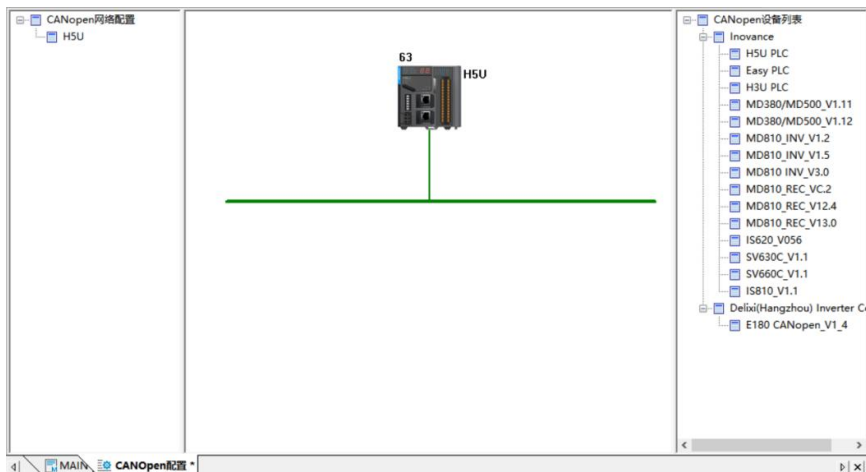 CANopen网络配置
H5U
63
H5U
CANopen设备列表
Inovance
H5U PLC
Easy PLC
H3U PLC
MD380/MD500_V1.11
MD380/MD500_V1.12
MD810_INV_V1.2
MD810_INV_V1.5
MD810 INV_V3.0
MD810_REC_VC.2
MD810_REC_V12.4
MD810_REC_V13.0
IS620_V056
SV630C_V1.1
SV660C_V1.1
IS810_V1.1
Delixi(Hangzhou) Inverter C
E180 CANopen_V1_4
MAIN
CANOpen配置 *